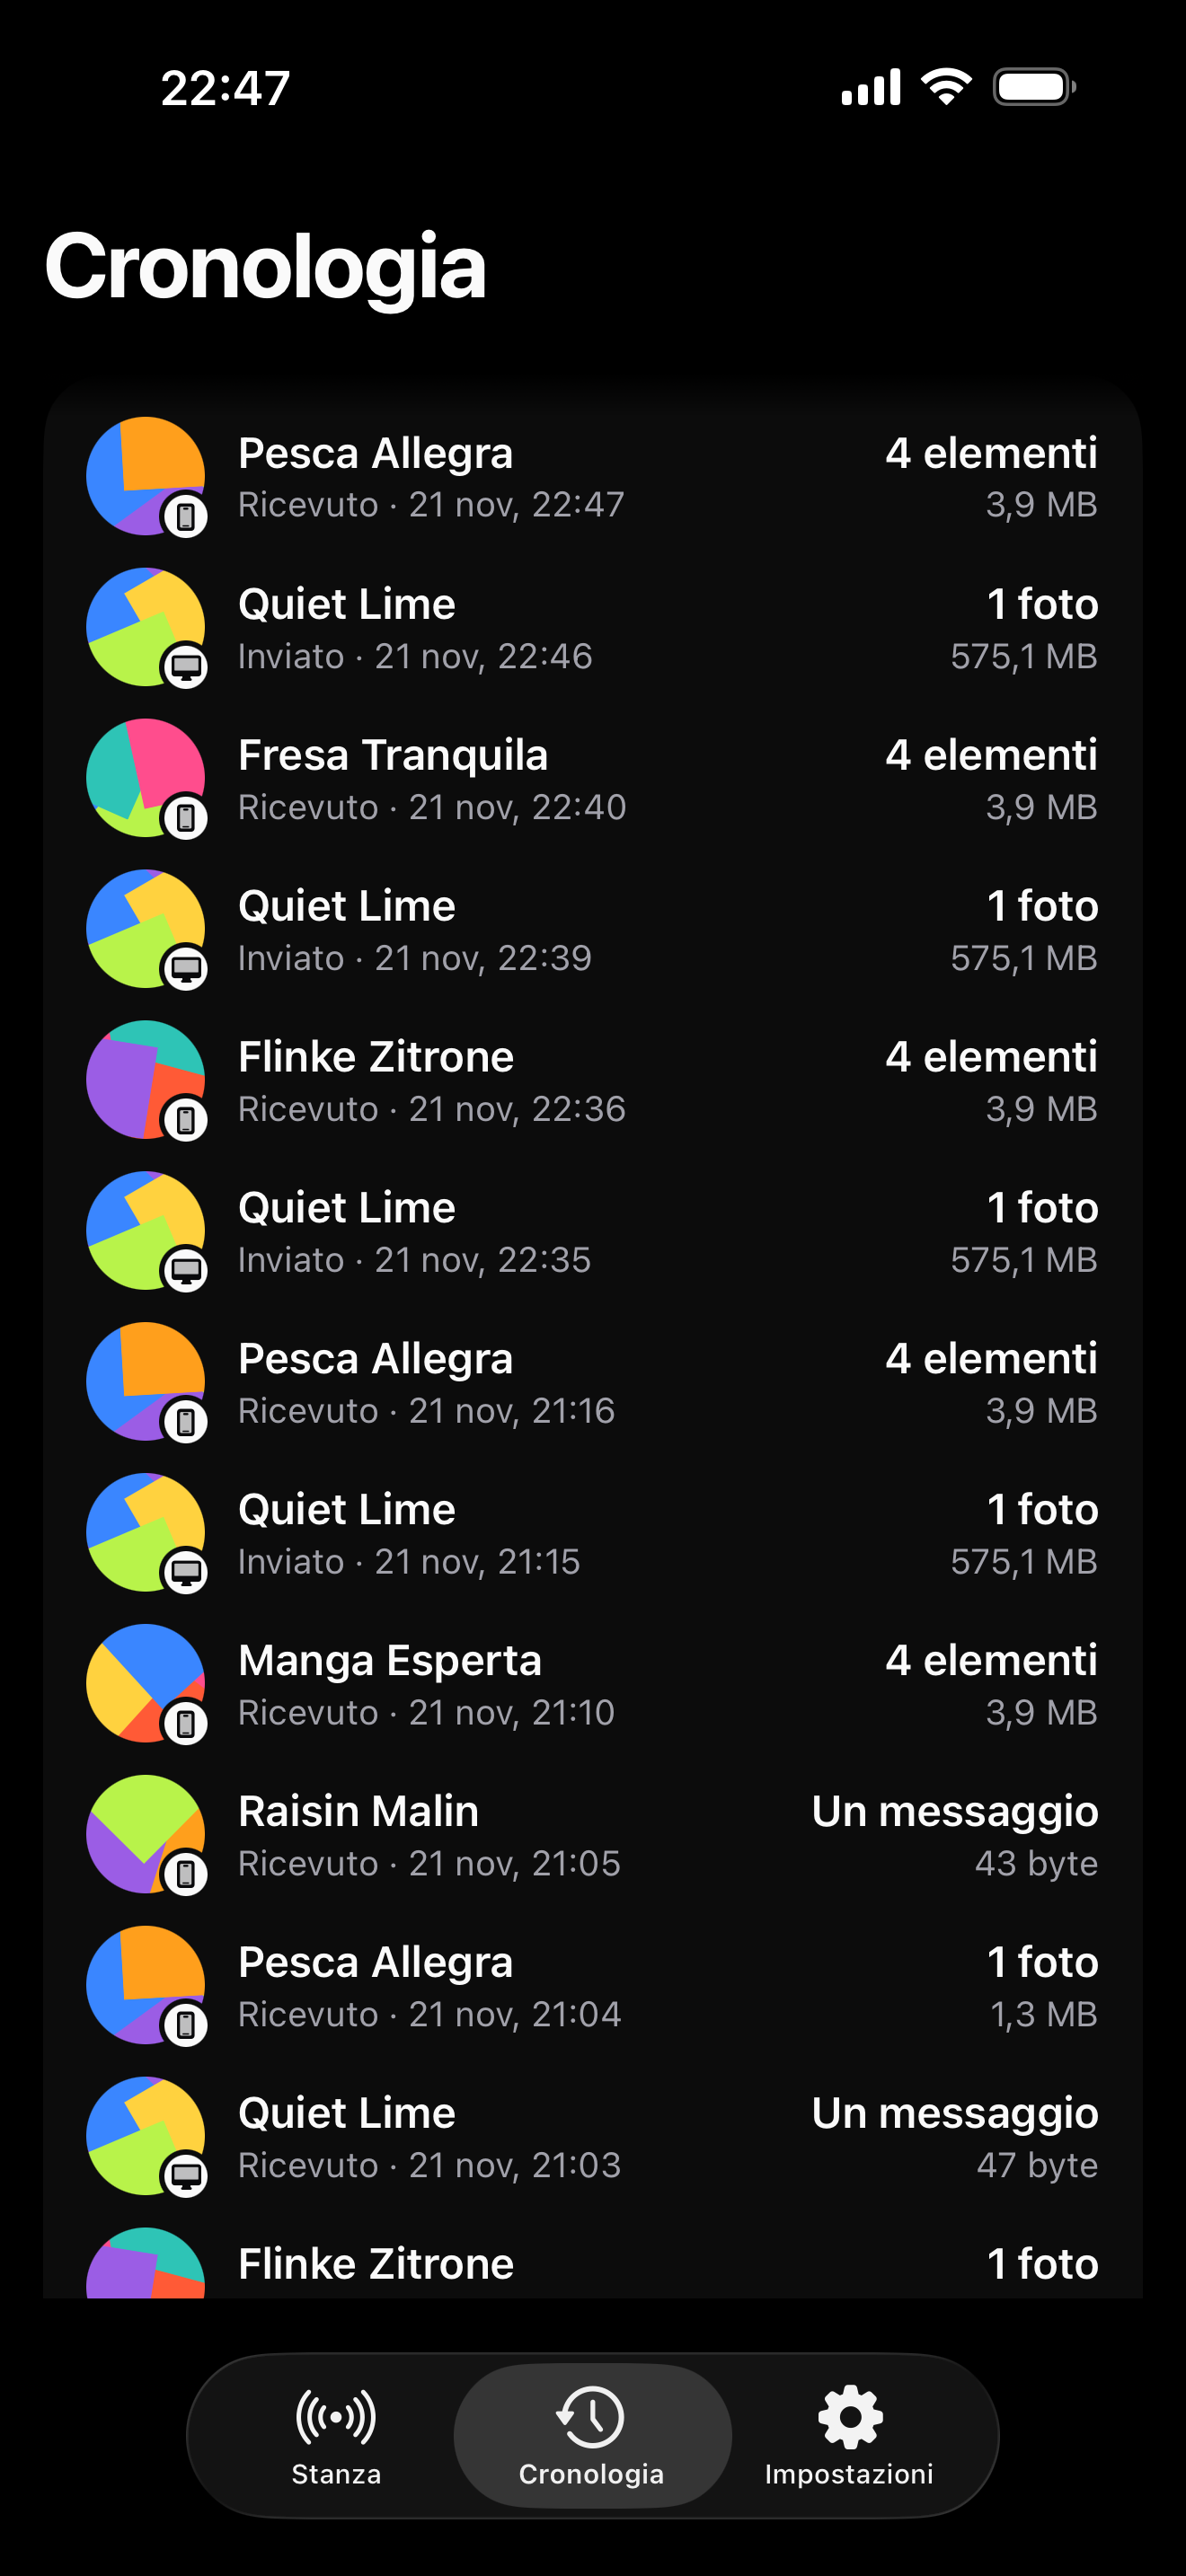 22:47
Cronologia
Pesca Allegra
4 elementi
Ricevuto · 21 nov, 22:47
3,9 MB
Quiet Lime
1 foto
Inviato · 21 nov, 22:46
575,1 MB
Fresa Tranquila
4 elementi
Ricevuto · 21 nov, 22:40
3,9 MB
Quiet Lime
1 foto
Inviato · 21 nov, 22:39
575,1 MB
Flinke Zitrone
4 elementi
Ricevuto · 21 nov, 22:36
3,9 MB
Quiet Lime
1 foto
Inviato · 21 nov, 22:35
575,1 MB
Pesca Allegra
4 elementi
Ricevuto · 21 nov, 21:16
3,9 MB
Quiet Lime
1 foto
Inviato · 21 nov, 21:15
575,1 MB
Manga Esperta
4 elementi
Ricevuto · 21 nov, 21:10
3,9 MB
Raisin Malin
Un messaggio
Ricevuto · 21 nov, 21:05
43 byte
Pesca Allegra
1 foto
Ricevuto · 21 nov, 21:04
1,3 MB
Quiet Lime
Un messaggio
Ricevuto · 21 nov, 21:03
47 byte
Flinke Zitrone
1 foto
Stanza
Cronologia
Impostazioni